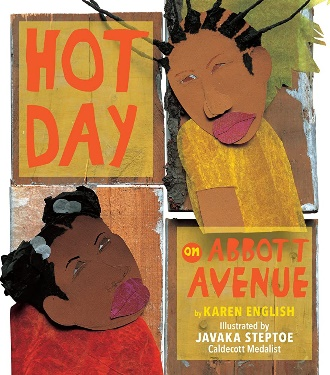 HOT
DAY
on ABBOTT
AVENUE
by KAREN ENGLISH
Illustrated by
JAVAKA STEPTOE
Caldecott Medalist